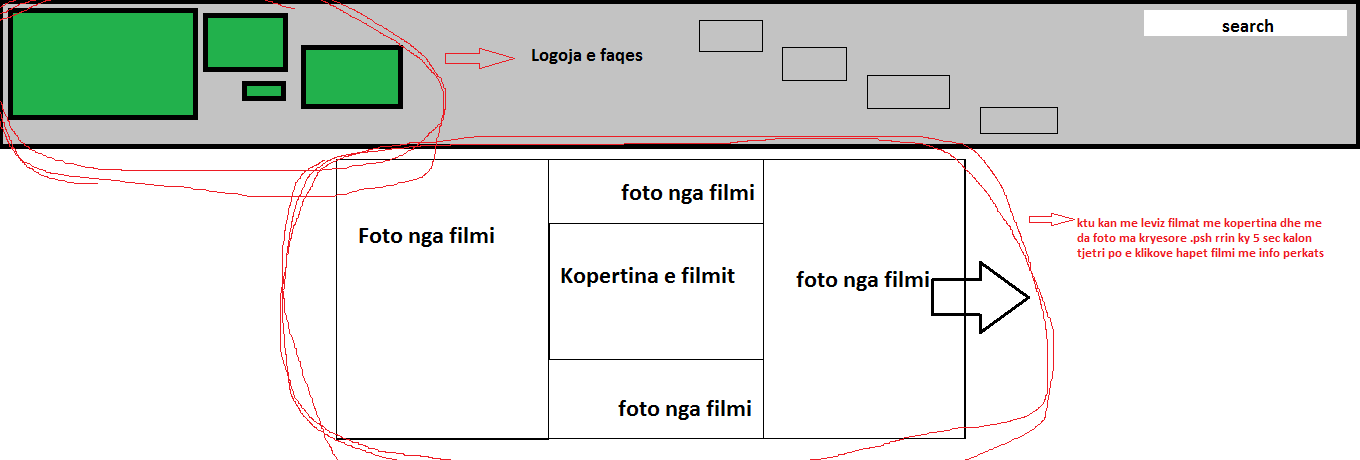 search
Logoja e faqes
foto nga filmi
Foto nga filmi
Kopertina e filmit
foto nga filmi
foto nga filmi
ktu kan me leviz filmat me kopertina dhe me
da foto ma kryesore .psh rrin ky 5 sec kalon
tjetri po e klikove hapet filmi me info perkats